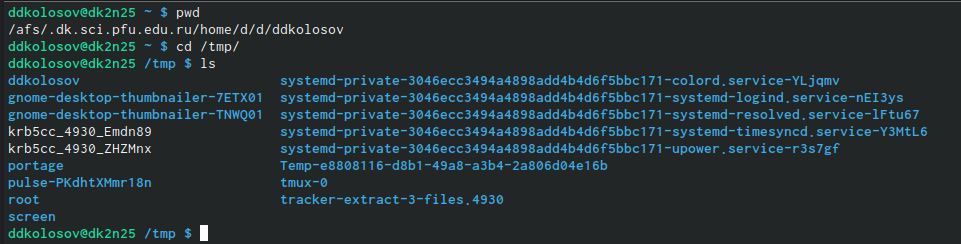 ddkolosov@dk2n25 ~ $ pwd
/afs/.dk.sci.pfu.edu.ru/home/d/d/ddkolosov
ddkolosov@dk2n25 ~ $ cd /tmp/
ddkolosov@dk2n25 /tmp $ ls
ddkolosov systemd-private-3046ecc3494a4898add4b4d6f5bbc171-colord.service-YLjqmv
gnome-desktop-thumbnailer-7ETX01 systemd-private-3046ecc3494a4898add4b4d6f5bbc171-systemd-logind.service-nEI3ys
gnome-desktop-thumbnailer-TNWQ01 systemd-private-3046ecc3494a4898add4b4d6f5bbc171-systemd-resolved.service-lFtu67
krb5cc_4930_Emdn89 systemd-private-3046ecc3494a4898add4b4d6f5bbc171-systemd-timesyncd.service-Y3MtL6
krb5cc_4930_ZHZMnx systemd-private-3046ecc3494a4898add4b4d6f5bbc171-upower.service-r3s7gf
portage Temp-e8808116-d8b1-49a8-a3b4-2a806d04e16b
pulse-PKdhtXMmr18n tmux-0
root tracker-extract-3-files.4930
screen
ddkolosov@dk2n25 /tmp $